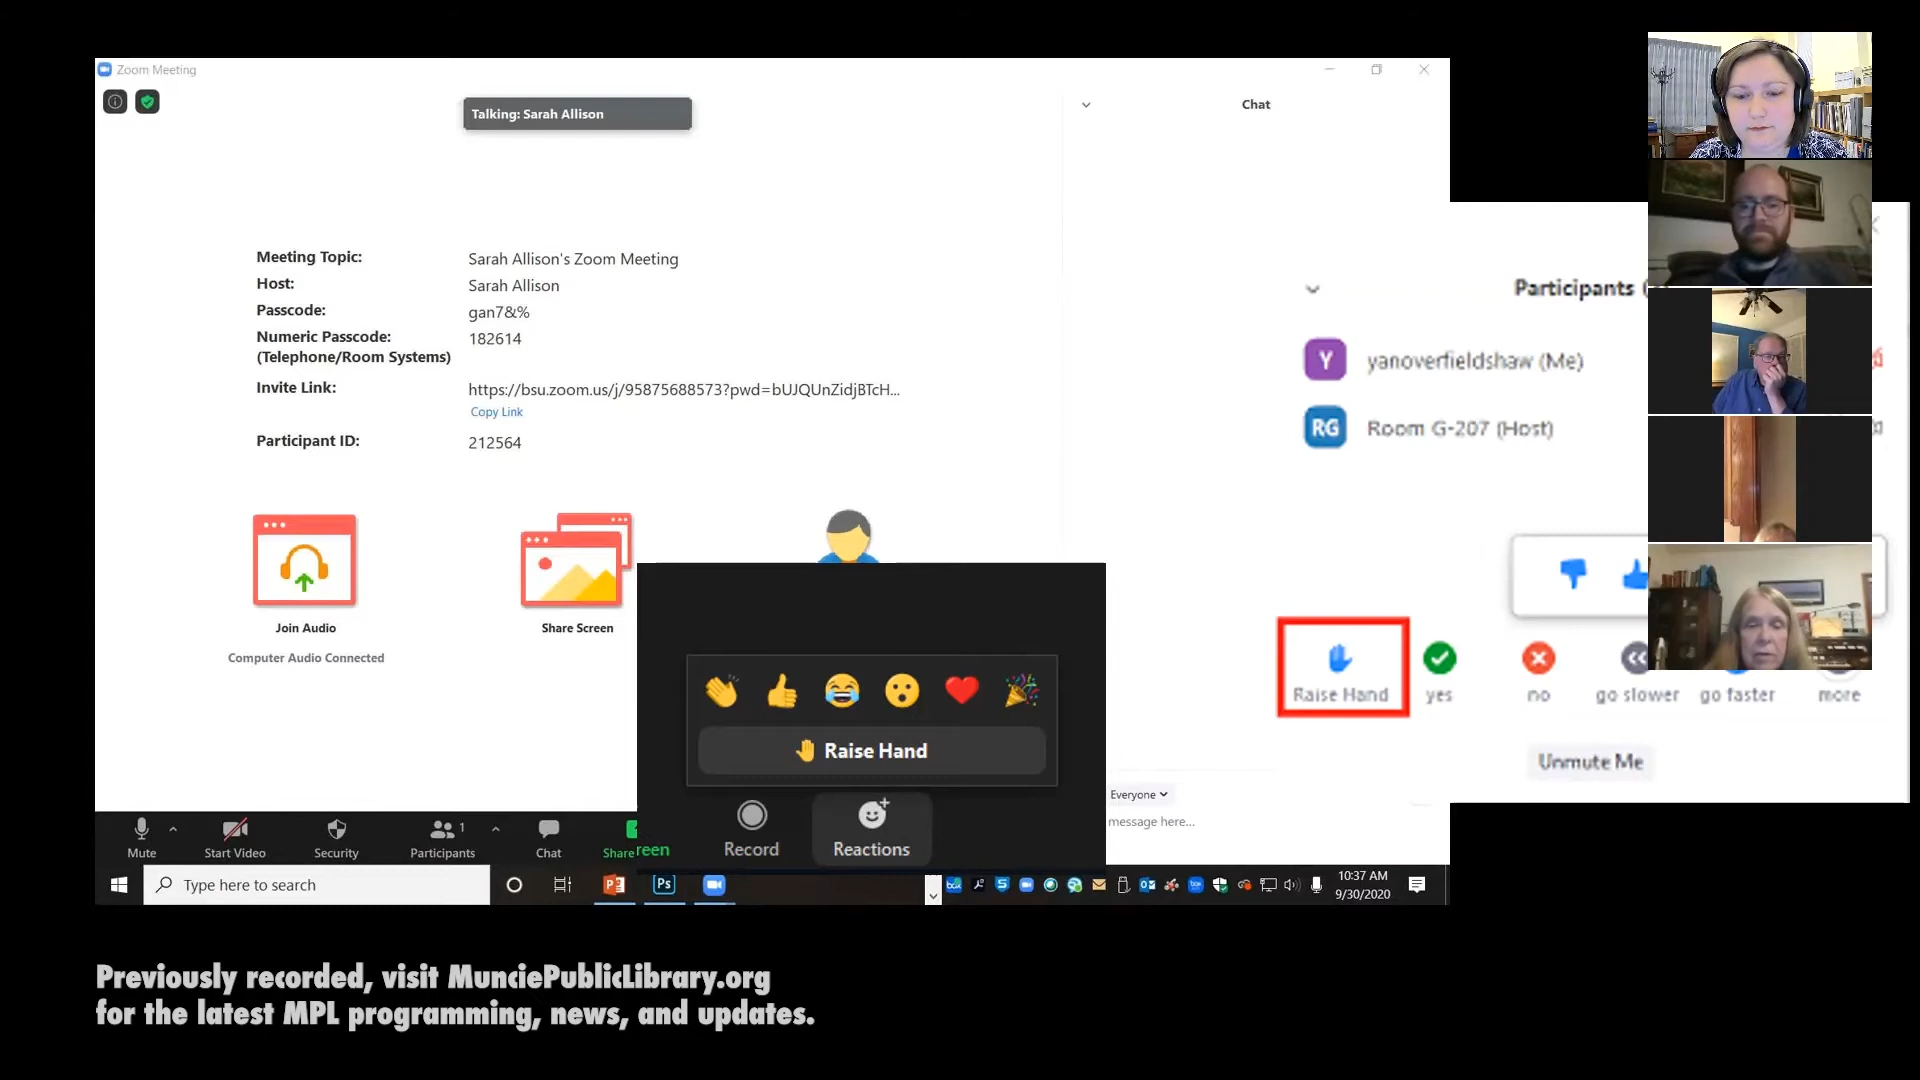 Zoom Meeting
Talking: Sarah Allison
Chat
Meeting Topic: Sarah Allison's Zoom Meeting
Host: Sarah Allison
Passcode: gan7&%
Numeric Passcode: 182614
(Telephone/Room Systems)
Invite Link: https://bsu.zoom.us/j/95875688573?pwd=bUJQUnZidjBTcH...
Copy Link
Participant ID: 212564
Participants (
Y yanoverfieldshaw (Me)
RG Room G-207 (Host)
Join Audio
Computer Audio Connected
Share Screen
Raise Hand yes no go slower go faster more
Unmute Me
Raise Hand
Record Reactions
Everyone
message here...
Mute Start Video Security Participants 1 Chat Share reen
Type here to search
10:37 AM
9/30/2020
Previously recorded, visit MunciePublicLibrary.org
for the latest MPL programming, news, and updates.